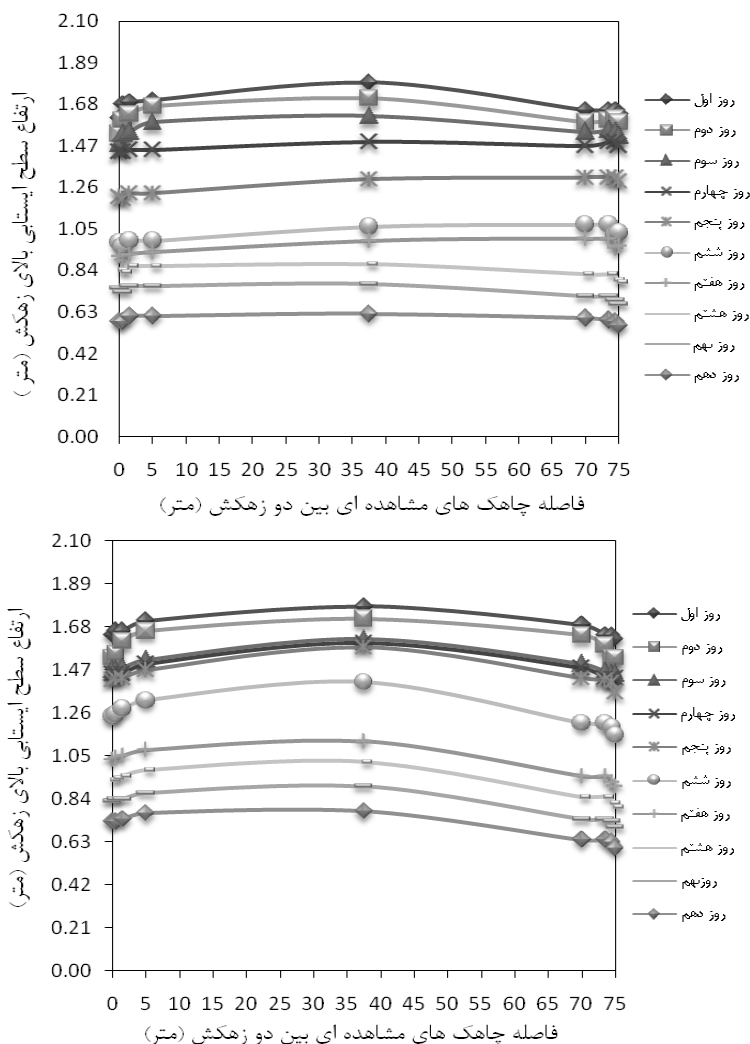 2.10
1.89
1.68
1.47
1.26
1.05
0.84
0.63
0.42
0.21
0.00
ارتفاع سطح ایستابی بالای زهکش (متر )
0 5 10 15 20 25 30 35 40 45 50 55 60 65 70 75
فاصله چاهک های مشاهده ای بین دو زهکش (متر)
روز اول
روز دوم
روز سوم
روز چهارم
روز پنجم
روز ششم
روز هفتم
روز هشتم
روز نهم
روز دهم
2.10
1.89
1.68
1.47
1.26
1.05
0.84
0.63
0.42
0.21
0.00
ارتفاع سطح ایستابی بالای زهکش (متر)
0 5 10 15 20 25 30 35 40 45 50 55 60 65 70 75
فاصله چاهک های مشاهده ای بین دو زهکش (متر)
روز اول
روز دوم
روز سوم
روز چهارم
روز پنجم
روز ششم
روز هفتم
روز هشتم
روزنهم
روز دهم